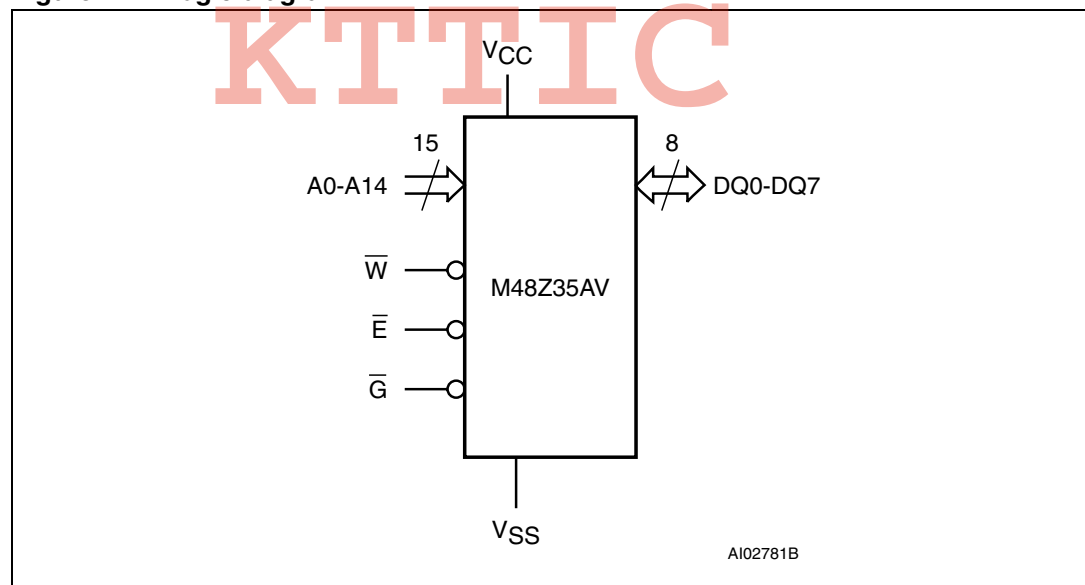 KTTIC
VCC
15
8
A0-A14
DQ0-DQ7
W̅
M48Z35AV
E̅
G̅
VSS
AI02781B